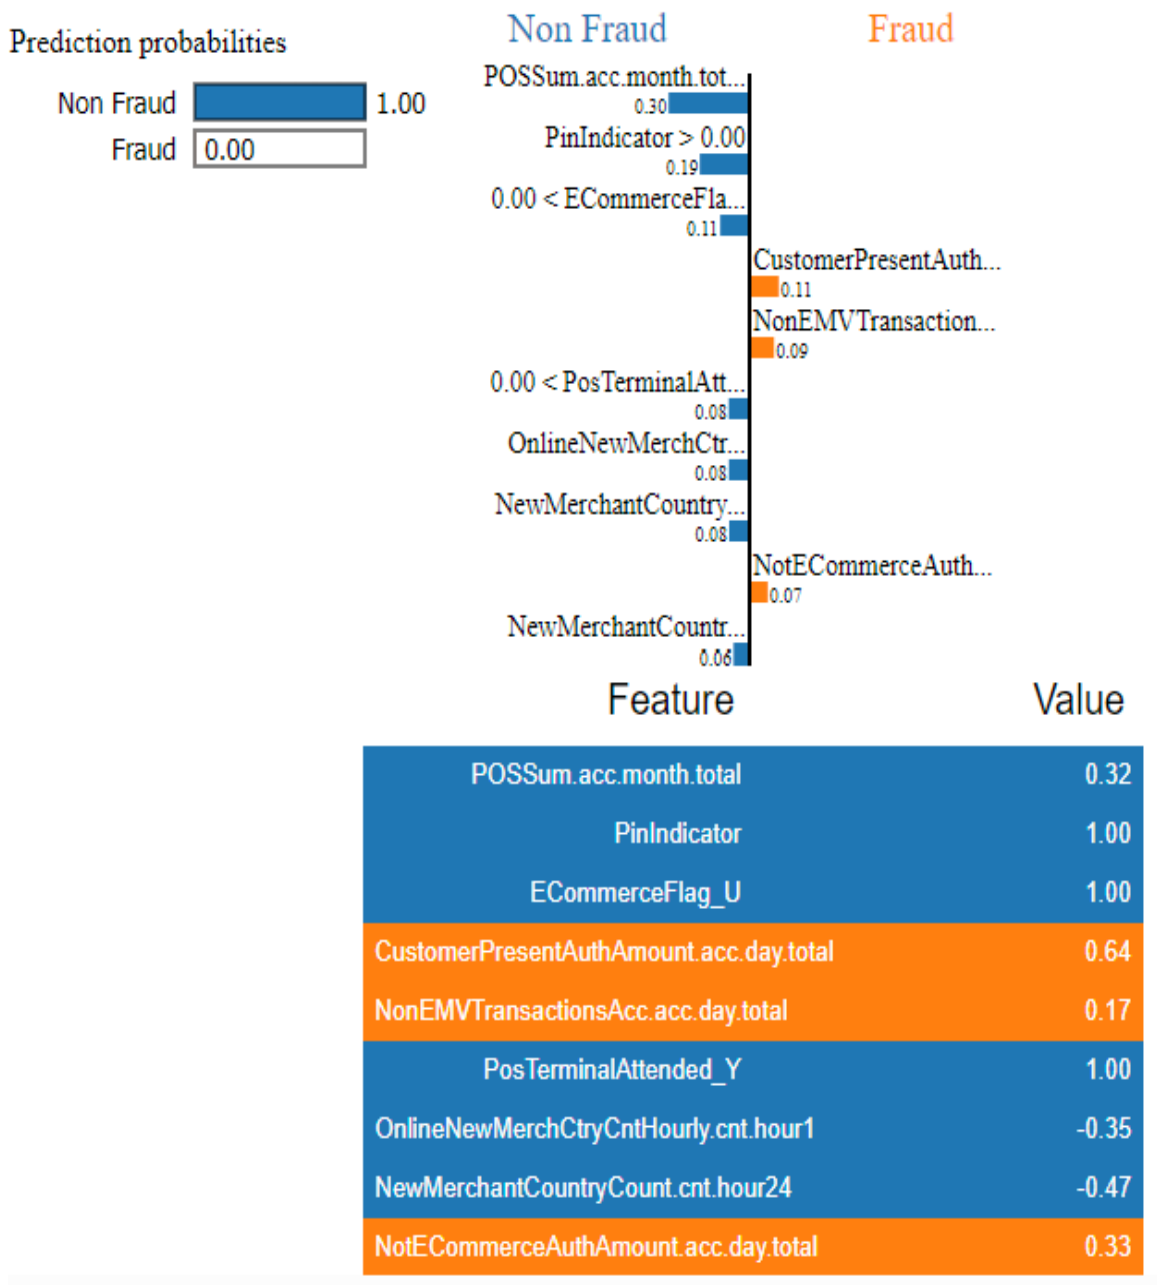 Prediction probabilities
Non Fraud 1.00
Fraud 0.00
Non Fraud Fraud
POSSum.acc.month.tot...
0.30
PinIndicator > 0.00
0.19
0.00 < ECommerceFla...
0.11
CustomerPresentAuth...
0.11
NonEMVTransaction...
0.09
0.00 < PosTerminalAtt...
0.08
OnlineNewMerchCtr...
0.08
NewMerchantCountry...
0.08
NotECommerceAuth...
0.07
NewMerchantCountr...
0.06
Feature Value
POSSum.acc.month.total 0.32
PinIndicator 1.00
ECommerceFlag_U 1.00
CustomerPresentAuthAmount.acc.day.total 0.64
NonEMVTransactionsAcc.acc.day.total 0.17
PosTerminalAttended_Y 1.00
OnlineNewMerchCtryCntHourly.cnt.hour1 -0.35
NewMerchantCountryCount.cnt.hour24 -0.47
NotECommerceAuthAmount.acc.day.total 0.33